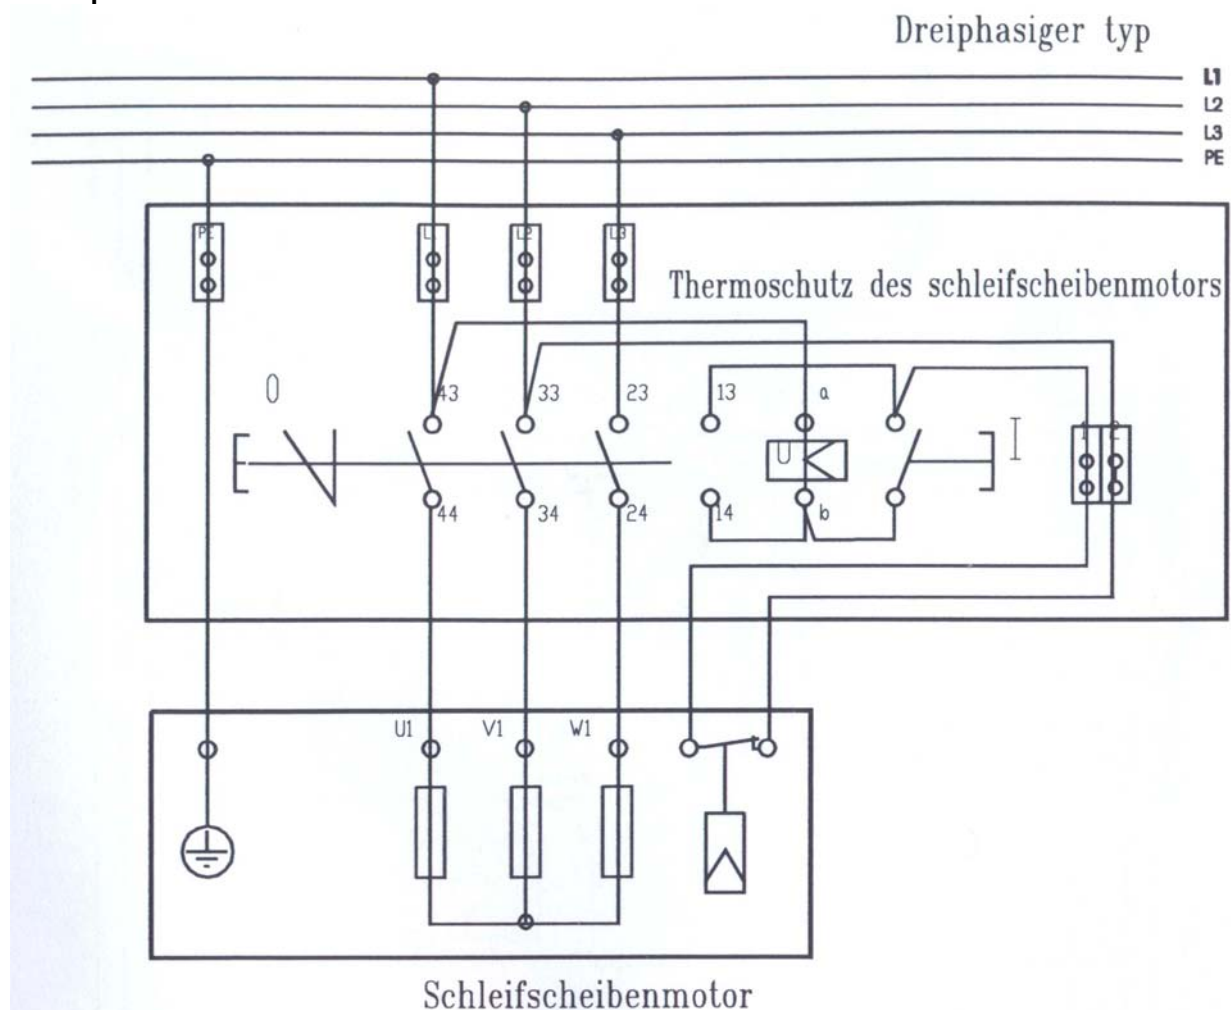 Dreiphasiger typ
L1
L2
L3
PE
PE
L1
L2
L3
Thermoschutz des schleifscheibenmotors
0
43
33
23
13
a
I
1 2
U
44
34
24
14
b
U1
V1
W1
Schleifscheibenmotor